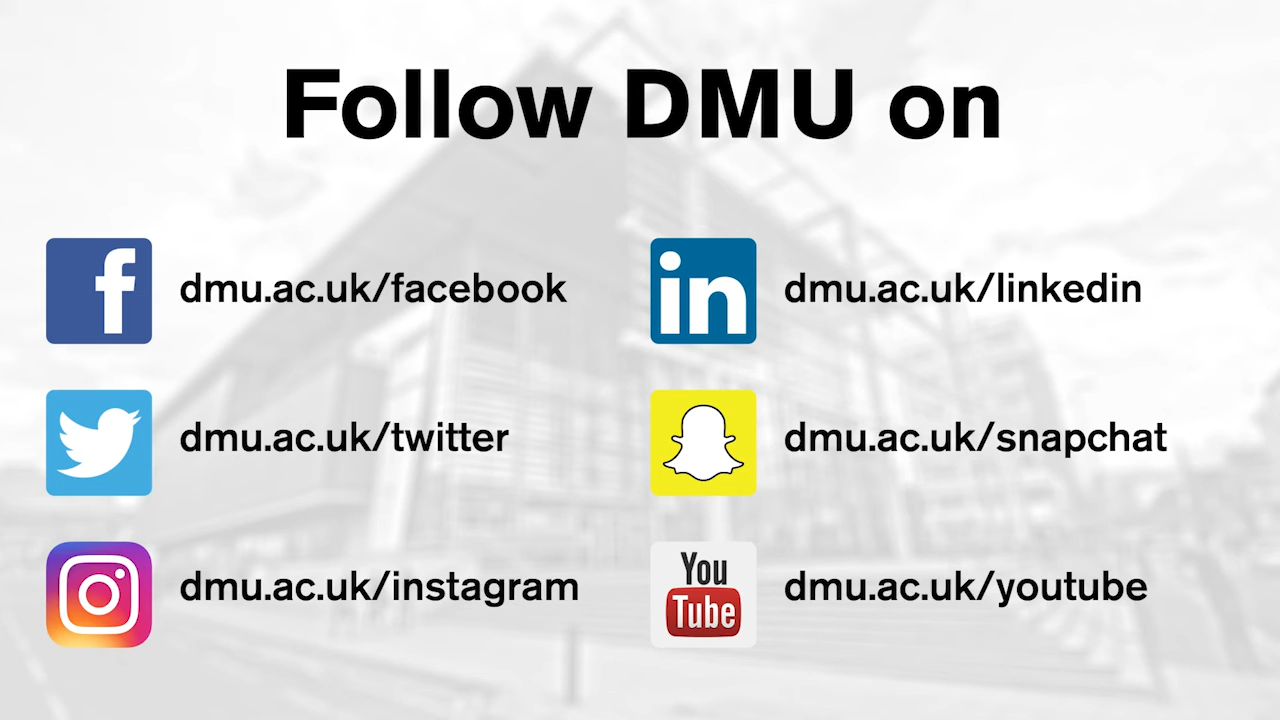 Follow DMU on
dmu.ac.uk/facebook
dmu.ac.uk/twitter
dmu.ac.uk/instagram
in
dmu.ac.uk/linkedin
dmu.ac.uk/snapchat
You
Tube
dmu.ac.uk/youtube